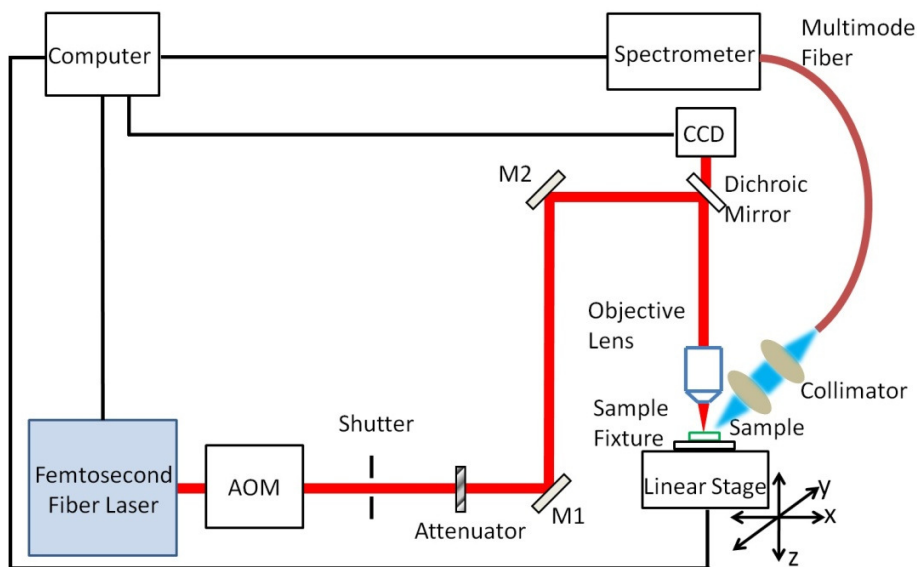 Computer
Spectrometer
Multimode
Fiber
CCD
M2
Dichroic
Mirror
Objective
Lens
Collimator
Sample
Fixture
Sample
Shutter
Femtosecond
Fiber Laser
AOM
Attenuator
M1
Linear Stage
y
x
z